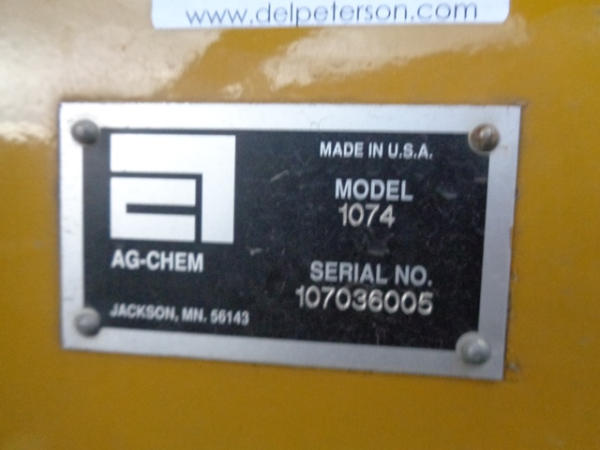 www.delpeterson.com
MADE IN U.S.A.
MODEL
1074
AG-CHEM
SERIAL NO.
107036005
JACKSON, MN. 56143